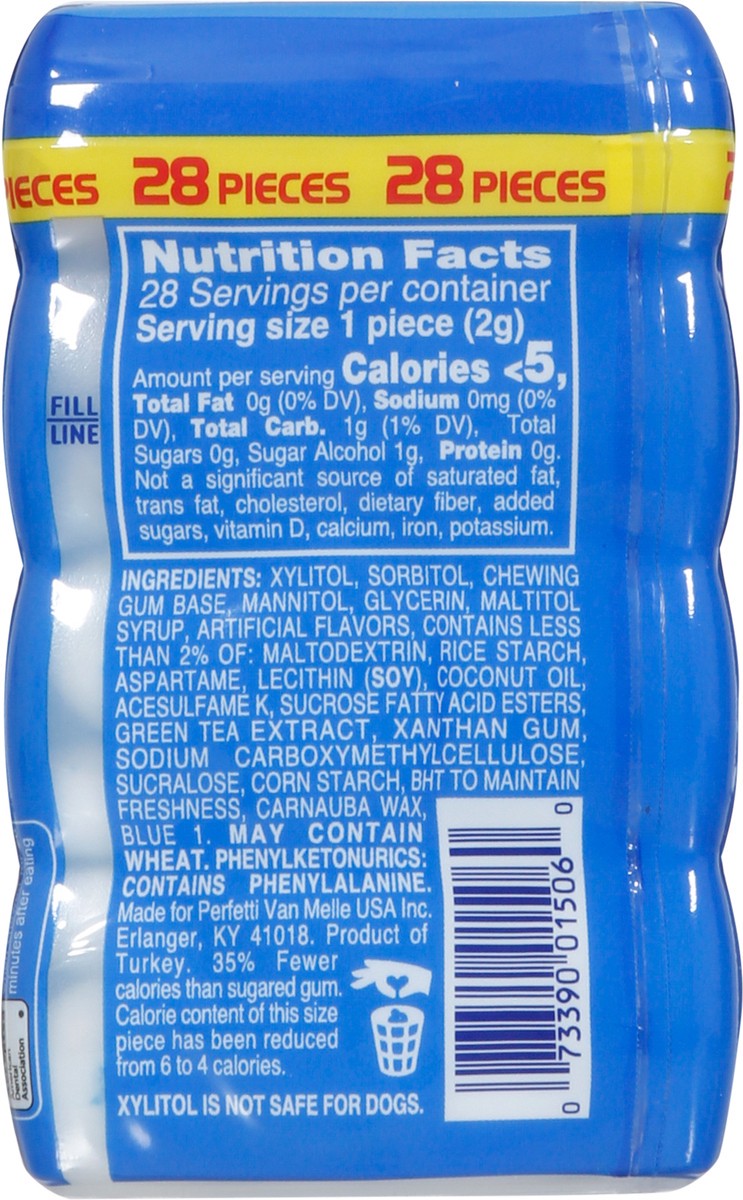 PIECES 28 PIECES 28 PIECES
Nutrition Facts
28 Servings per container
Serving size 1 piece (2g)
Amount per serving Calories <5,
Total Fat 0g (0% DV), Sodium 0mg (0%
DV), Total Carb. 1g (1% DV), Total
Sugars 0g, Sugar Alcohol 1g, Protein 0g.
Not a significant source of saturated fat,
trans fat, cholesterol, dietary fiber, added
sugars, vitamin D, calcium, iron, potassium.
FILL
LINE
INGREDIENTS: XYLITOL, SORBITOL, CHEWING
GUM BASE, MANNITOL, GLYCERIN, MALTITOL
SYRUP, ARTIFICIAL FLAVORS, CONTAINS LESS
THAN 2% OF: MALTODEXTRIN, RICE STARCH,
ASPARTAME, LECITHIN (SOY), COCONUT OIL,
ACESULFAME K, SUCROSE FATTY ACID ESTERS,
GREEN TEA EXTRACT, XANTHAN GUM,
SODIUM CARBOXYMETHYLCELLULOSE,
SUCRALOSE, CORN STARCH, BHT TO MAINTAIN
FRESHNESS, CARNAUBA WAX,
BLUE 1. MAY CONTAIN
WHEAT. PHENYLKETONURICS:
CONTAINS PHENYLALANINE.
Made for Perfetti Van Melle USA Inc.
Erlanger, KY 41018. Product of
Turkey. 35% Fewer
calories than sugared gum.
Calorie content of this size
piece has been reduced
from 6 to 4 calories.
XYLITOL IS NOT SAFE FOR DOGS.
0 73390 01506 0
minutes after eating
Dental
Association